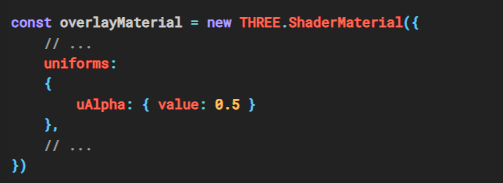 const overlayMaterial = new THREE.ShaderMaterial({
    // ...
    uniforms:
    {
        uAlpha: { value: 0.5 }
    },
    // ...
})